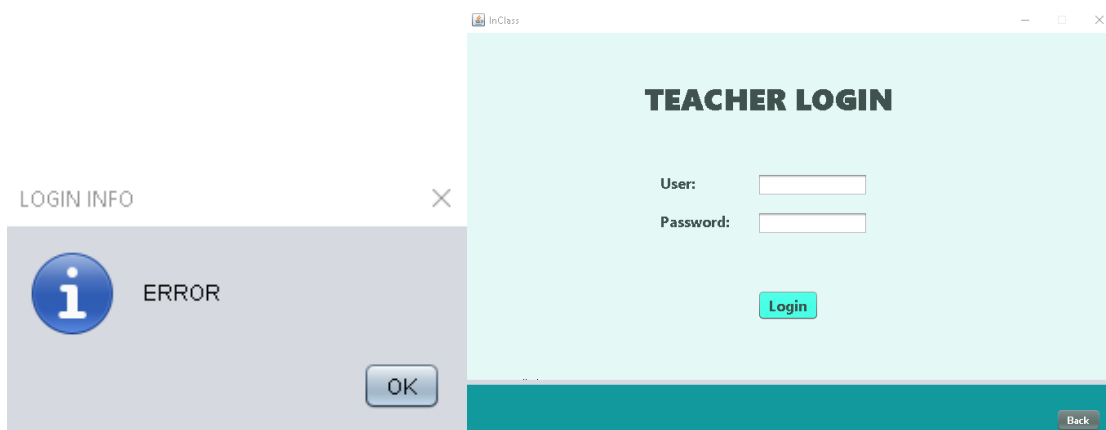 LOGIN INFO
ERROR
OK
InClass
TEACHER LOGIN
User:
Password:
Login
Back